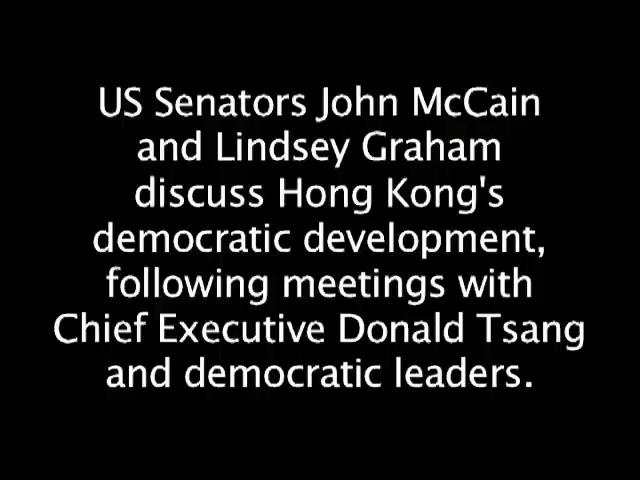 US Senators John McCain
and Lindsey Graham
discuss Hong Kong's
democratic development,
following meetings with
Chief Executive Donald Tsang
and democratic leaders.